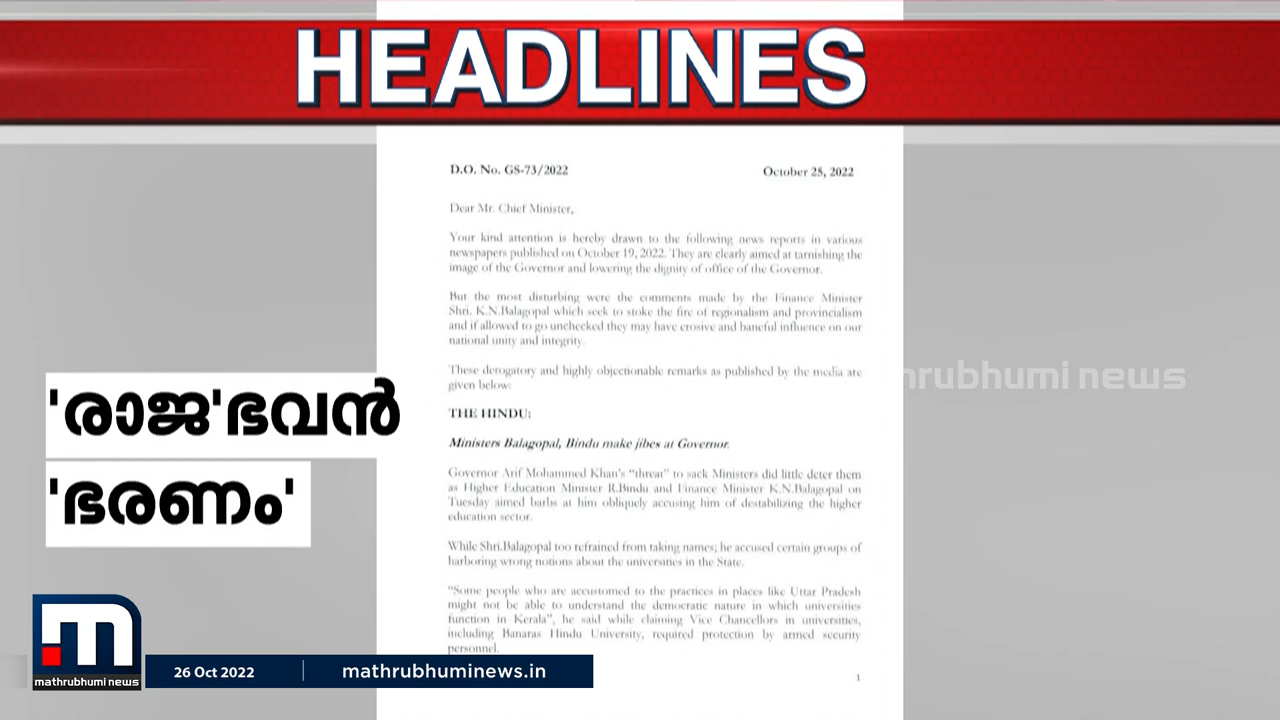 HEADLINES
D.O. No. GS-73/2022
October 25, 2022
Dear Mr. Chief Minister,
Your kind attention is hereby drawn to the following news reports in various
newspapers published on October 19, 2022. They are clearly aimed at tarnishing the
image of the Governor and lowering the dignity of office of the Governor.
But the most disturbing were the comments made by the Finance Minister
Shri. K.N.Balagopal which seek to stoke the fire of regionalism and provincialism
and if allowed to go unchecked they may have erosive and baneful influence on our
national unity and integrity.
These derogatory and highly objectionable remarks as published by the media are
given below:
THE HINDU:
Ministers Balagopal, Bindu make jibes at Governor.
Governor Arif Mohammed Khan's "threat" to sack Ministers did little deter them
as Higher Education Minister R.Bindu and Finance Minister K.N.Balagopal on
Tuesday aimed barbs at him obliquely accusing him of destabilizing the higher
education sector.
While Shri.Balagopal too refrained from taking names; he accused certain groups of
harboring wrong notions about the universities in the State.
"Some people who are accustomed to the practices in places like Uttar Pradesh
might not be able to understand the democratic nature in which universities
function in Kerala", he said while claiming Vice Chancellors in universities,
including Banaras Hindu University, required protection by armed security
personnel.
1
'രാജ'ഭവൻ
'ഭരണം'
hrubhumi news
mathrubhumi news
26 Oct 2022
mathrubhuminews.in